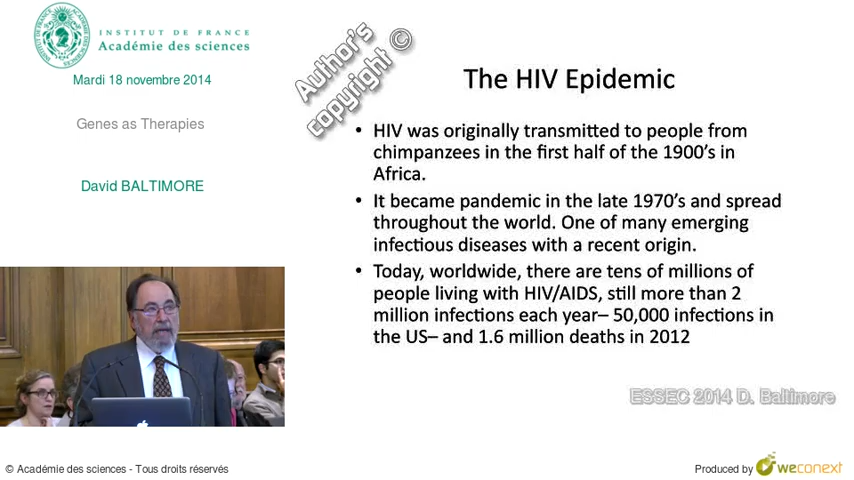 INSTITUT DE FRANCE
Académie des sciences
Mardi 18 novembre 2014
Genes as Therapies
David BALTIMORE
Author's
copyright ©
The HIV Epidemic
• HIV was originally transmitted to people from
chimpanzees in the first half of the 1900's in
Africa.
• It became pandemic in the late 1970's and spread
throughout the world. One of many emerging
infectious diseases with a recent origin.
• Today, worldwide, there are tens of millions of
people living with HIV/AIDS, still more than 2
million infections each year– 50,000 infections in
the US– and 1.6 million deaths in 2012
ESSEC 2014 D. Baltimore
© Académie des sciences - Tous droits réservés
Produced by weconext